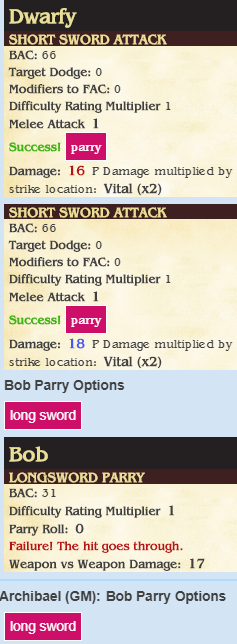 Dwarfy
SHORT SWORD ATTACK
BAC: 66
Target Dodge: 0
Modifiers to FAC: 0
Difficulty Rating Multiplier 1
Melee Attack 1
Success! parry
Damage: 16 P Damage multiplied by
strike location: Vital (x2)
SHORT SWORD ATTACK
BAC: 66
Target Dodge: 0
Modifiers to FAC: 0
Difficulty Rating Multiplier 1
Melee Attack 1
Success! parry
Damage: 18 P Damage multiplied by
strike location: Vital (x2)
Bob Parry Options
long sword
Bob
LONGSWORD PARRY
BAC: 31
Difficulty Rating Multiplier 1
Parry Roll: 0
Failure! The hit goes through.
Weapon vs Weapon Damage: 17
Archibael (GM): Bob Parry Options
long sword